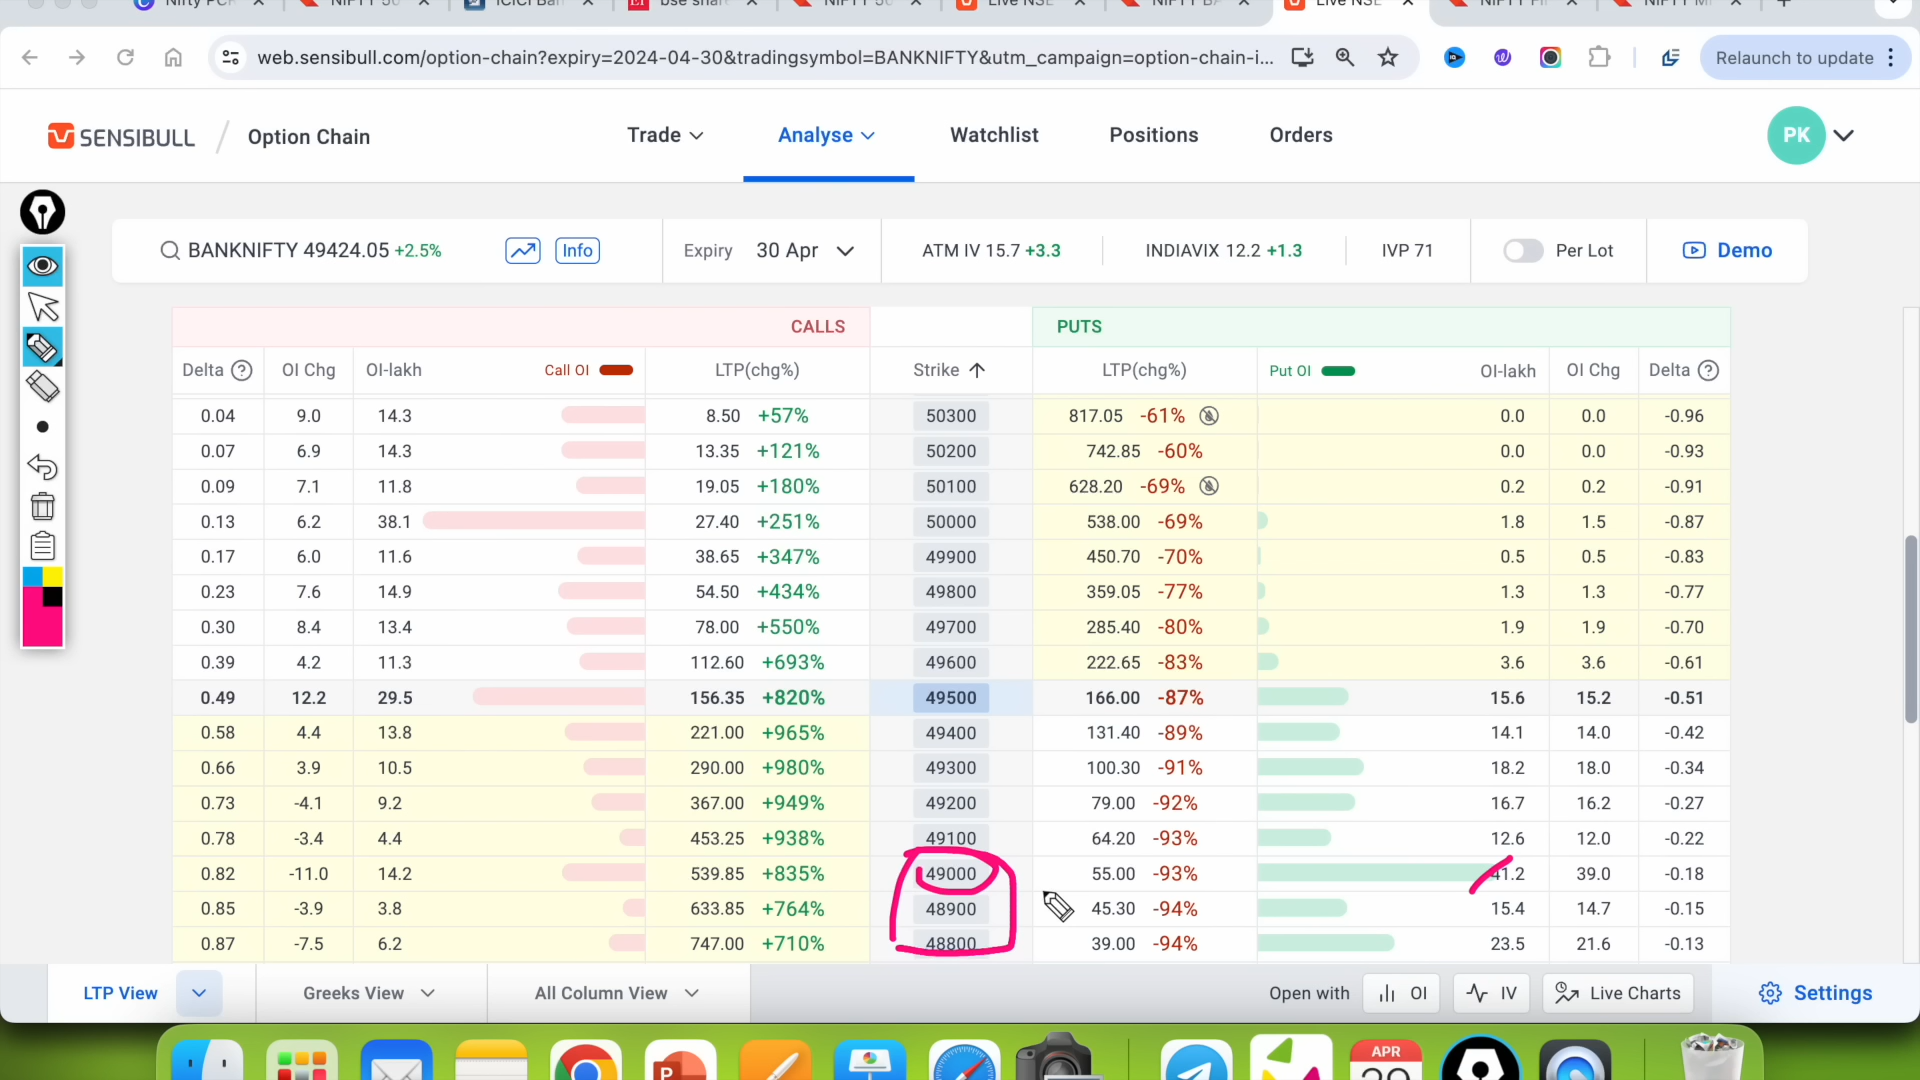 NIFTY 50
ICICI Ban
bse shar
NIFTY 50
Live NSE
NIFTY BA
Live NSE
web.sensibull.com/option-chain?expiry=2024-04-30&tradingsymbol=BANKNIFTY&utm_campaign=option-chain-i...
Relaunch to update
SENSIBULL
Option Chain
Trade
Analyse
Watchlist
Positions
Orders
PK
BANKNIFTY 49424.05 +2.5%
Info
Expiry 30 Apr
ATM IV 15.7 +3.3
INDIAVIX 12.2 +1.3
IVP 71
Per Lot
Demo
CALLS PUTS
Delta ? OI Chg OI-lakh Call OI LTP(chg%) Strike LTP(chg%) Put OI OI-lakh OI Chg Delta ?
0.04 9.0 14.3 8.50 +57% 50300 817.05 -61% 0.0 0.0 -0.96
0.07 6.9 14.3 13.35 +121% 50200 742.85 -60% 0.0 0.0 -0.93
0.09 7.1 11.8 19.05 +180% 50100 628.20 -69% 0.2 0.2 -0.91
0.13 6.2 38.1 27.40 +251% 50000 538.00 -69% 1.8 1.5 -0.87
0.17 6.0 11.6 38.65 +347% 49900 450.70 -70% 0.5 0.5 -0.83
0.23 7.6 14.9 54.50 +434% 49800 359.05 -77% 1.3 1.3 -0.77
0.30 8.4 13.4 78.00 +550% 49700 285.40 -80% 1.9 1.9 -0.70
0.39 4.2 11.3 112.60 +693% 49600 222.65 -83% 3.6 3.6 -0.61
0.49 12.2 29.5 156.35 +820% 49500 166.00 -87% 15.6 15.2 -0.51
0.58 4.4 13.8 221.00 +965% 49400 131.40 -89% 14.1 14.0 -0.42
0.66 3.9 10.5 290.00 +980% 49300 100.30 -91% 18.2 18.0 -0.34
0.73 -4.1 9.2 367.00 +949% 49200 79.00 -92% 16.7 16.2 -0.27
0.78 -3.4 4.4 453.25 +938% 49100 64.20 -93% 12.6 12.0 -0.22
0.82 -11.0 14.2 539.85 +835% 49000 55.00 -93% 41.2 39.0 -0.18
0.85 -3.9 3.8 633.85 +764% 48900 45.30 -94% 15.4 14.7 -0.15
0.87 -7.5 6.2 747.00 +710% 48800 39.00 -94% 23.5 21.6 -0.13
LTP View
Greeks View
All Column View
Open with
OI
IV
Live Charts
Settings
APR